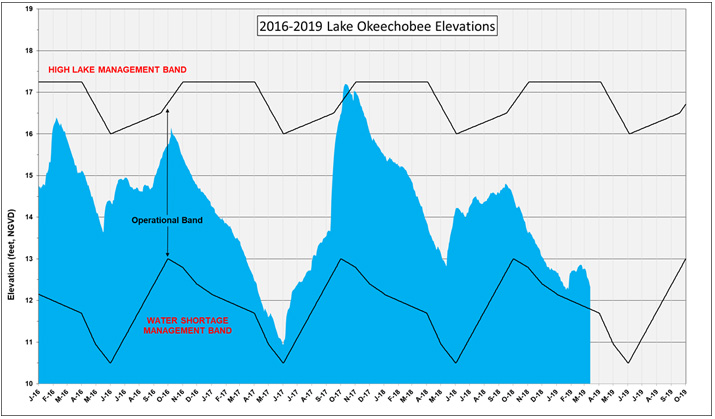 2016-2019 Lake Okeechobee Elevations
HIGH LAKE MANAGEMENT BAND
Operational Band
WATER SHORTAGE
MANAGEMENT BAND
Elevation (feet, NGVD)
19
18
17
16
15
14
13
12
11
10
J-16 F-16 M-16 A-16 M-16 J-16 J-16 A-16 S-16 O-16 N-16 D-16 J-17 F-17 M-17 A-17 M-17 J-17 J-17 A-17 S-17 O-17 N-17 D-17 J-18 F-18 M-18 A-18 M-18 J-18 J-18 A-18 S-18 O-18 N-18 D-18 J-19 F-19 M-19 A-19 M-19 J-19 J-19 A-19 S-19 O-19